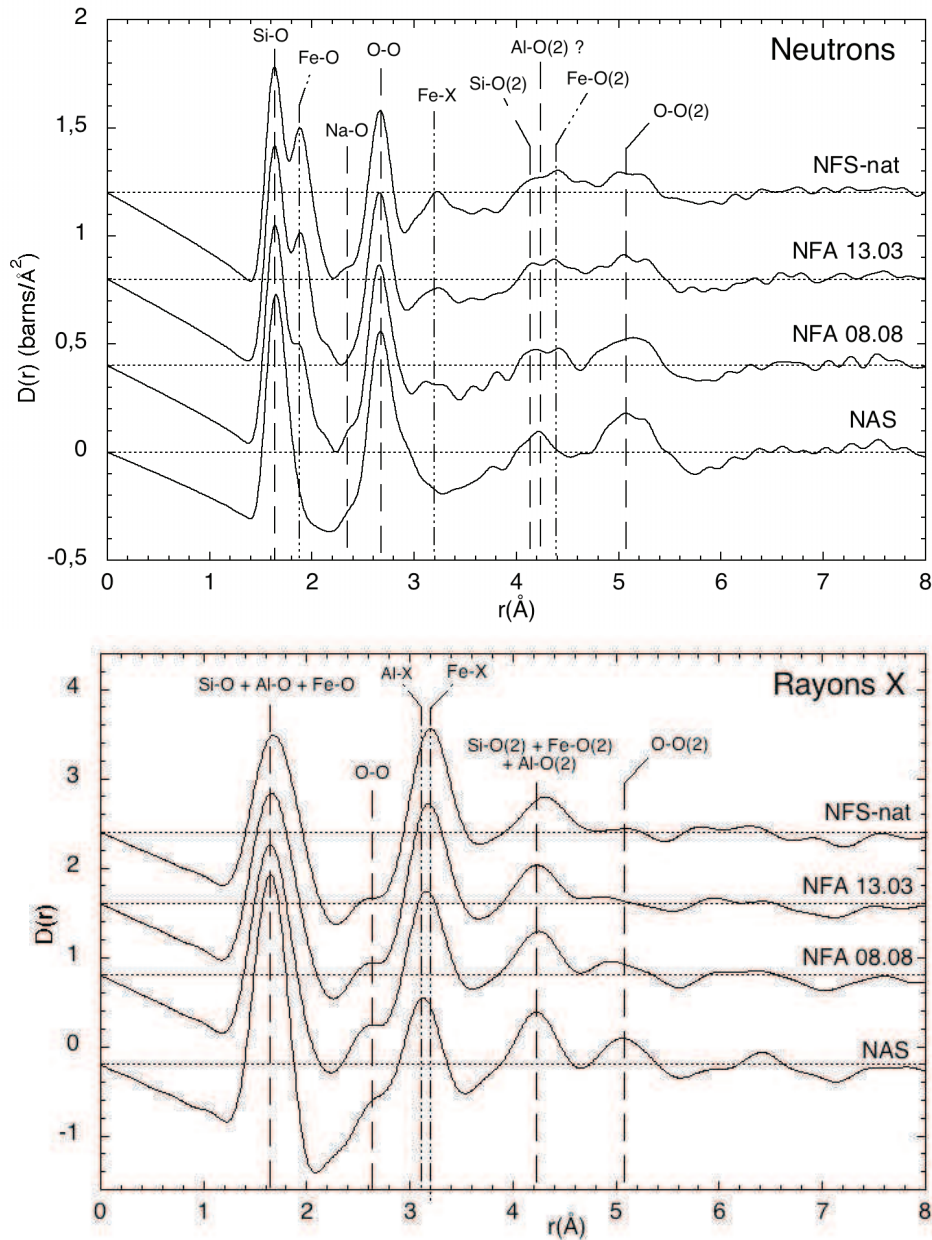 Neutrons
Si-O
Fe-O
Na-O
O-O
Fe-X
Si-O(2)
Al-O(2) ?
Fe-O(2)
O-O(2)
NFS-nat
NFA 13.03
NFA 08.08
NAS
2
1,5
1
0,5
0
-0,5
D(r) (barns/Å²)
0 1 2 3 4 5 6 7 8
r(Å)
Rayons X
Si-O + Al-O + Fe-O
O-O
Al-X
Fe-X
Si-O(2) + Fe-O(2)
+ Al-O(2)
O-O(2)
NFS-nat
NFA 13.03
NFA 08.08
NAS
4
3
2
1
0
-1
D(r)
0 1 2 3 4 5 6 7 8
r(Å)